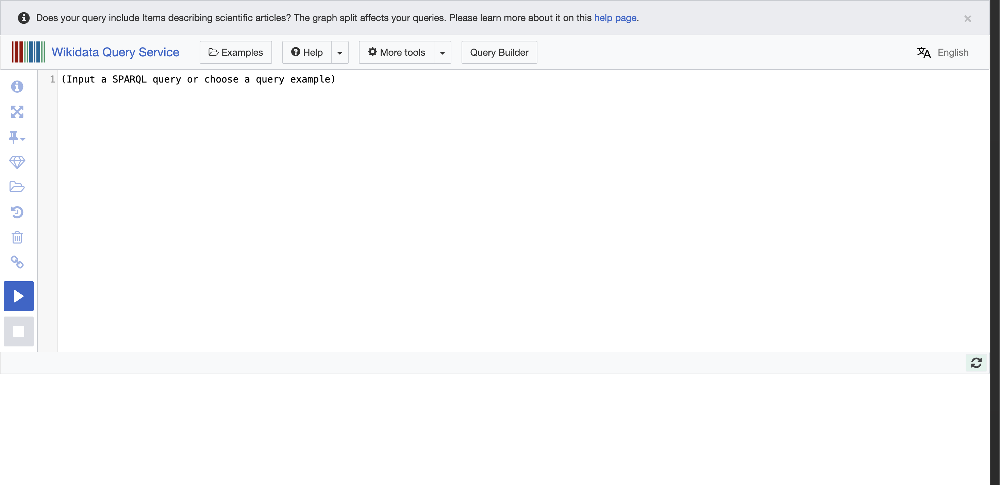 Does your query include Items describing scientific articles? The graph split affects your queries. Please learn more about it on this help page.
Wikidata Query Service
Examples
Help
More tools
Query Builder
English
1
(Input a SPARQL query or choose a query example)